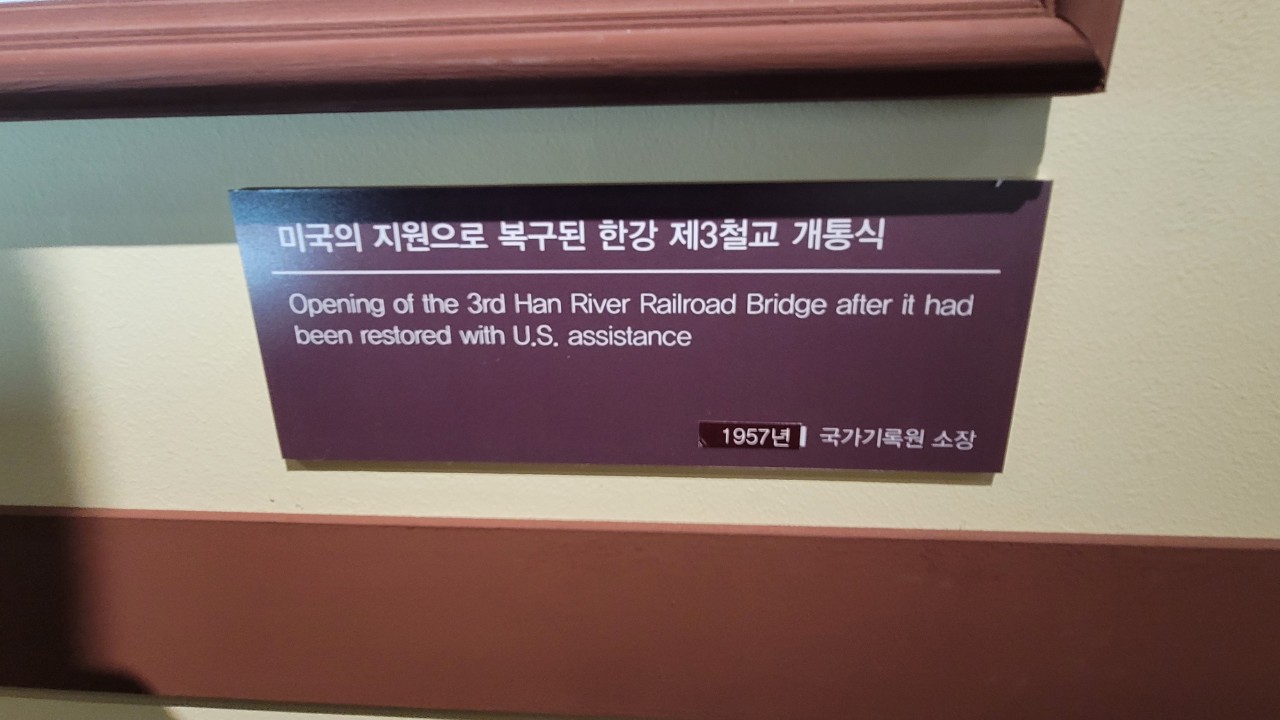 미국의 지원으로 복구된 한강 제3철교 개통식
Opening of the 3rd Han River Railroad Bridge after it had
been restored with U.S. assistance
1957년 국가기록원 소장